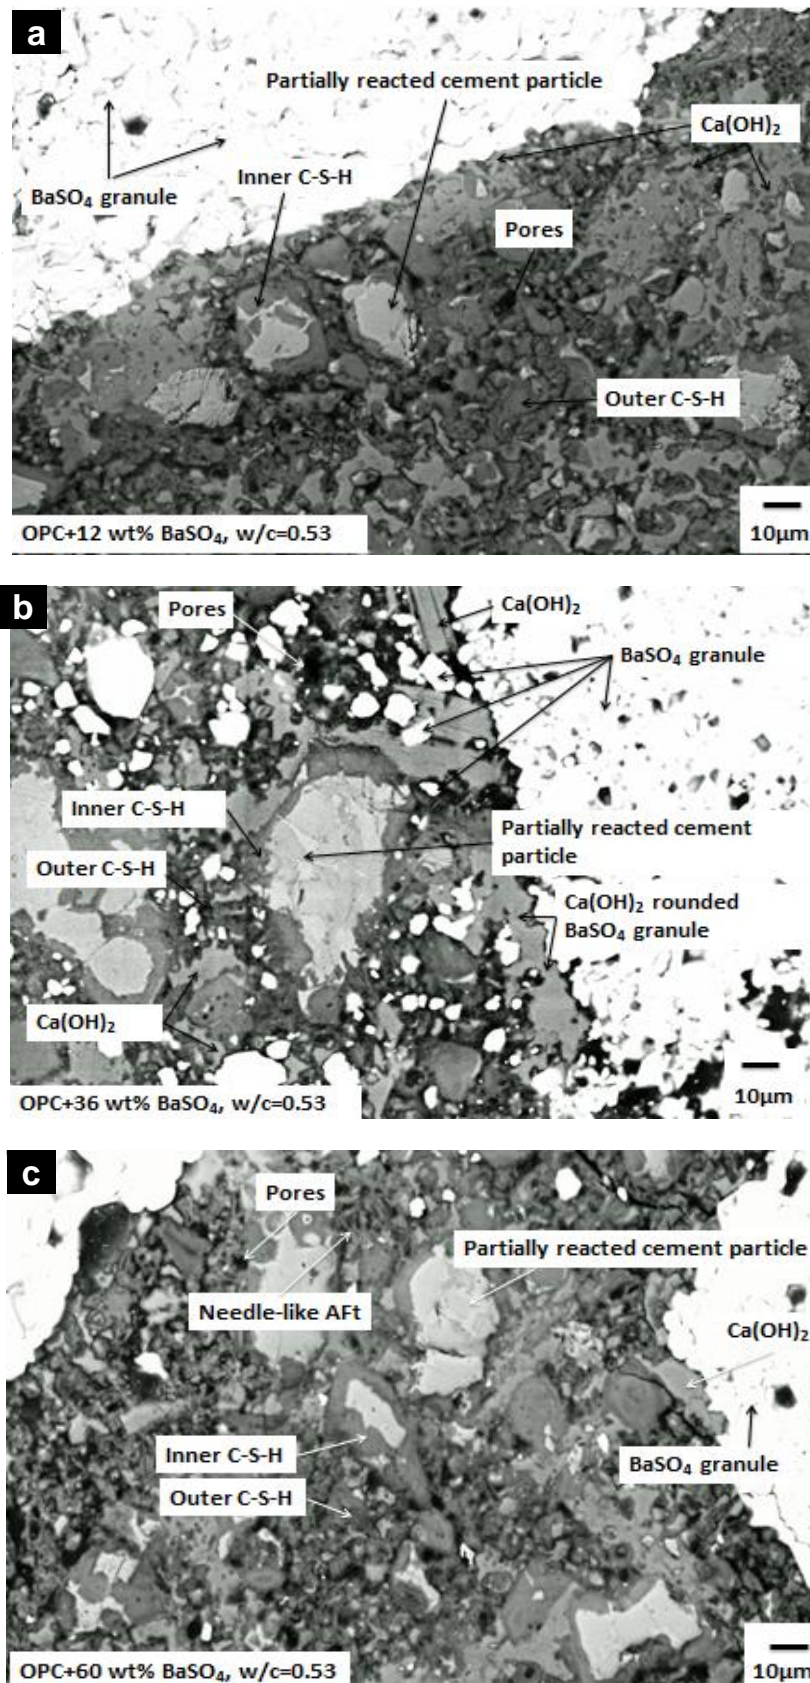 a
Partially reacted cement particle
Ca(OH)₂
BaSO₄ granule
Inner C-S-H
Pores
Outer C-S-H
OPC+12 wt% BaSO₄, w/c=0.53
10µm
b
Pores
Ca(OH)₂
BaSO₄ granule
Inner C-S-H
Partially reacted cement
particle
Outer C-S-H
Ca(OH)₂ rounded
BaSO₄ granule
Ca(OH)₂
OPC+36 wt% BaSO₄, w/c=0.53
10µm
c
Pores
Partially reacted cement particle
Needle-like AFt
Ca(OH)₂
Inner C-S-H
BaSO₄ granule
Outer C-S-H
OPC+60 wt% BaSO₄, w/c=0.53
10µm